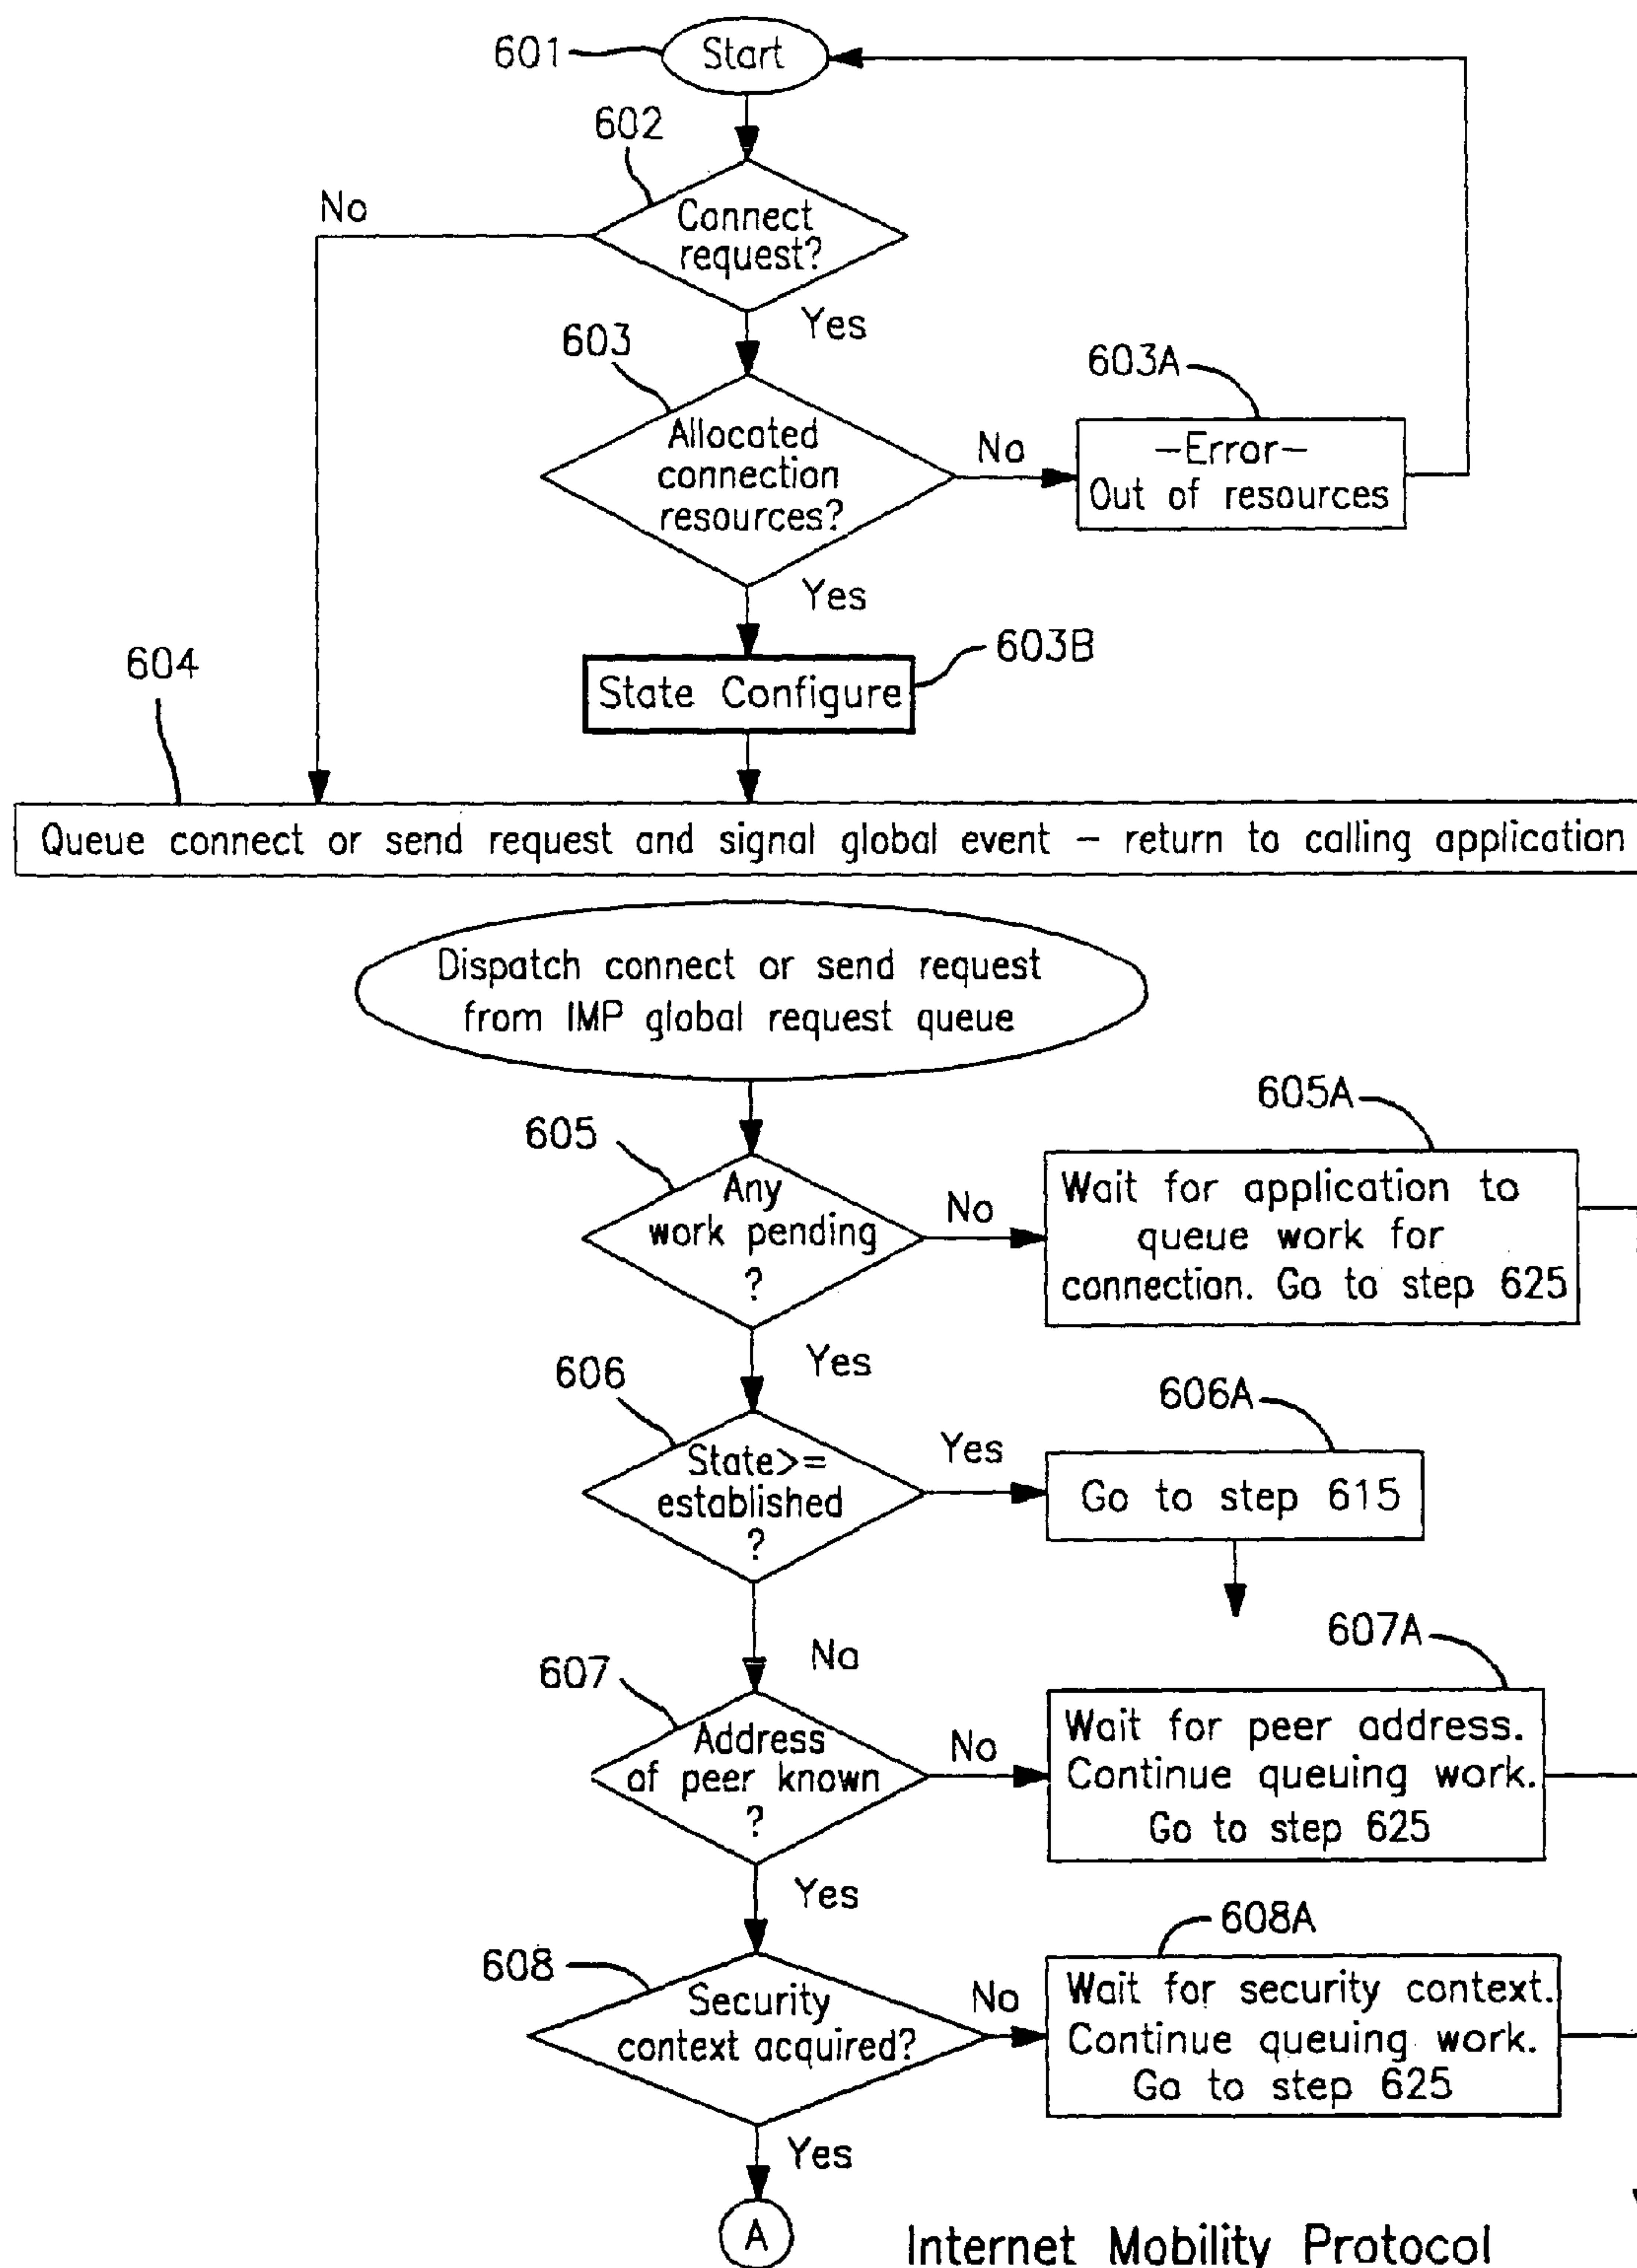 601
Start
602
No
Connect
request?
Yes
603
603A
Allocated
connection
resources?
No
-Error-
Out of resources
Yes
603B
604
State Configure
Queue connect or send request and signal global event - return to calling application
Dispatch connect or send request
from IMP global request queue
605A
605
Any
work pending
?
No
Wait for application to
queue work for
connection. Go to step 625
Yes
606
606A
State>=
established
?
Yes
Go to step 615
No
607A
607
Address
of peer known
?
No
Wait for peer address.
Continue queuing work.
Go to step 625
Yes
608A
608
Security
context acquired?
No
Wait for security context.
Continue queuing work.
Go to step 625
Yes
A
Internet Mobility Protocol